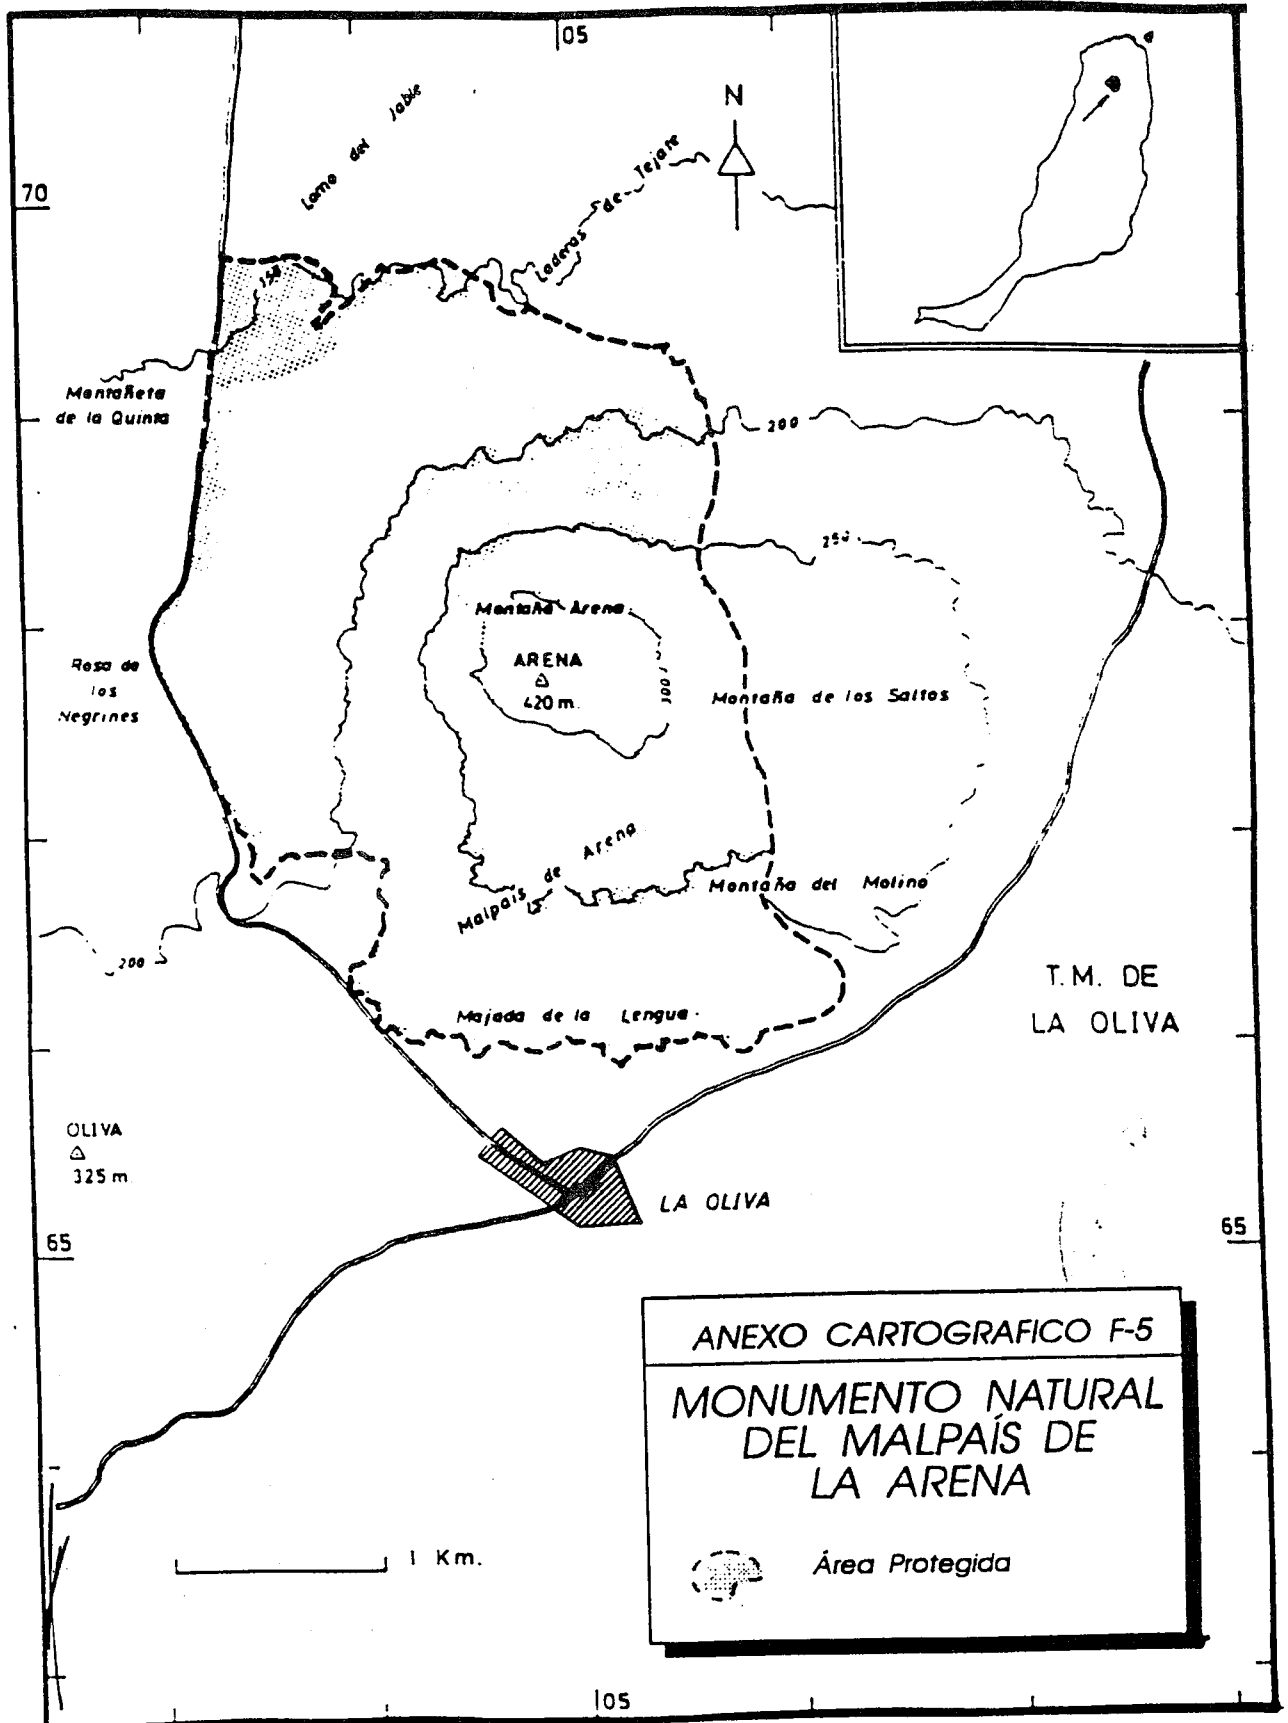 05
N
70
Lomo del Jable
Laderas de Tejate
150
Montañeta
de la Quinta
200
250
Montaña Arena
ARENA
420 m.
300
Rosa de
los
Negrines
Montaña de los Saltos
Malpais de la Arena
Montaña del Molino
200
Majada de la Lengua
T.M. DE
LA OLIVA
OLIVA
325 m
LA OLIVA
65
65
ANEXO CARTOGRAFICO F-5
MONUMENTO NATURAL
DEL MALPAÍS DE
LA ARENA
Área Protegida
1 Km.
05